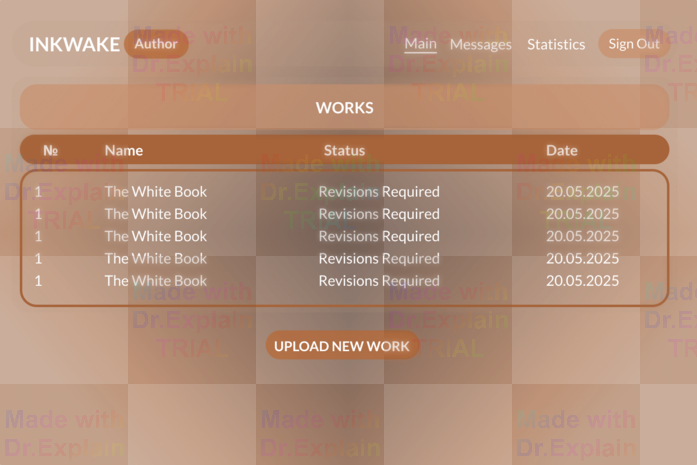 INKWAKE Author Main Messages Statistics Sign Out
WORKS
№ Name Status Date
1 The White Book Revisions Required 20.05.2025
1 The White Book Revisions Required 20.05.2025
1 The White Book Revisions Required 20.05.2025
1 The White Book Revisions Required 20.05.2025
1 The White Book Revisions Required 20.05.2025
UPLOAD NEW WORK
Made with
Dr.Explain
TRIAL